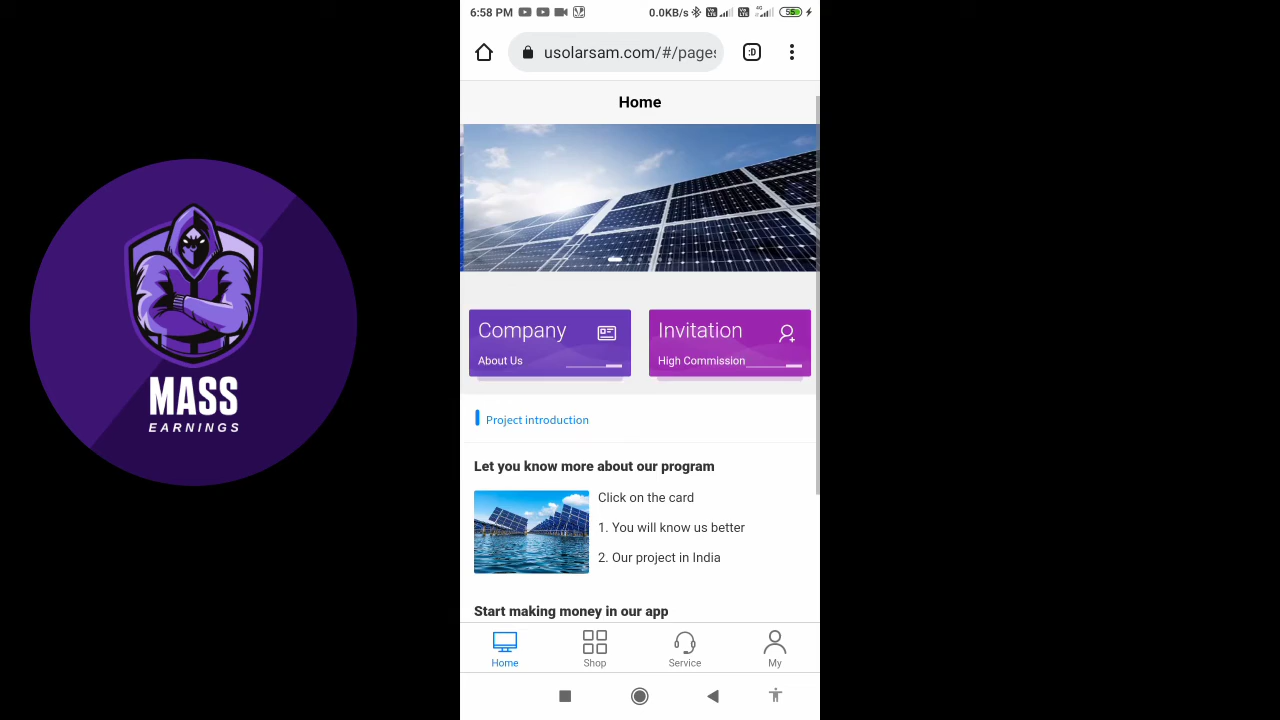 6:58 PM
0.0KB/s
4G
55
usolarsam.com/#/pages
:D
Home
Company
About Us
Invitation
High Commission
Project introduction
Let you know more about our program
Click on the card
1. You will know us better
2. Our project in India
Start making money in our app
Home
Shop
Service
My
MASS
EARNINGS